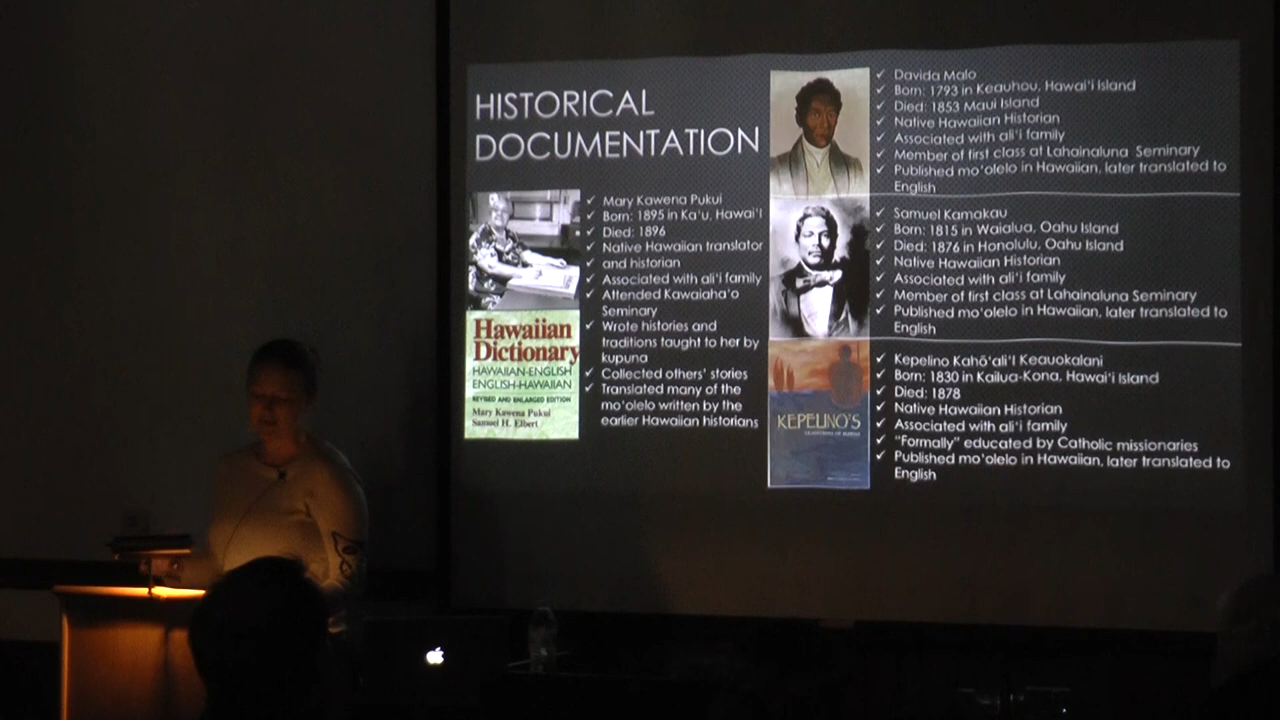 HISTORICAL
DOCUMENTATION
Mary Kawena Pukui
Born: 1895 in Ka'u, Hawai'i
Died: 1896
Native Hawaiian translator
and historian
Associated with ali'i family
Attended Kawaiaha'o
Seminary
Wrote histories and
traditions taught to her by
kupuna
Collected others' stories
Translated many of the
mo'olelo written by the
earlier Hawaiian historians
Hawaiian
Dictionary
HAWAIIAN-ENGLISH
ENGLISH-HAWAIIAN
REVISED AND ENLARGED EDITION
Mary Kawena Pukui
Samuel H. Elbert
Davida Malo
Born: 1793 in Keauhou, Hawai'i Island
Died: 1853 Maui Island
Native Hawaiian Historian
Associated with ali'i family
Member of first class at Lahainaluna Seminary
Published mo'olelo in Hawaiian, later translated to
English
Samuel Kamakau
Born: 1815 in Waialua, Oahu Island
Died: 1876 in Honolulu, Oahu Island
Native Hawaiian Historian
Associated with ali'i family
Member of first class at Lahainaluna Seminary
Published mo'olelo in Hawaiian, later translated to
English
KEPELINO'S
Kepelino Kahō'ali'i Keauokalani
Born: 1830 in Kailua-Kona, Hawai'i Island
Died: 1878
Native Hawaiian Historian
Associated with ali'i family
"Formally" educated by Catholic missionaries
Published mo'olelo in Hawaiian, later translated to
English